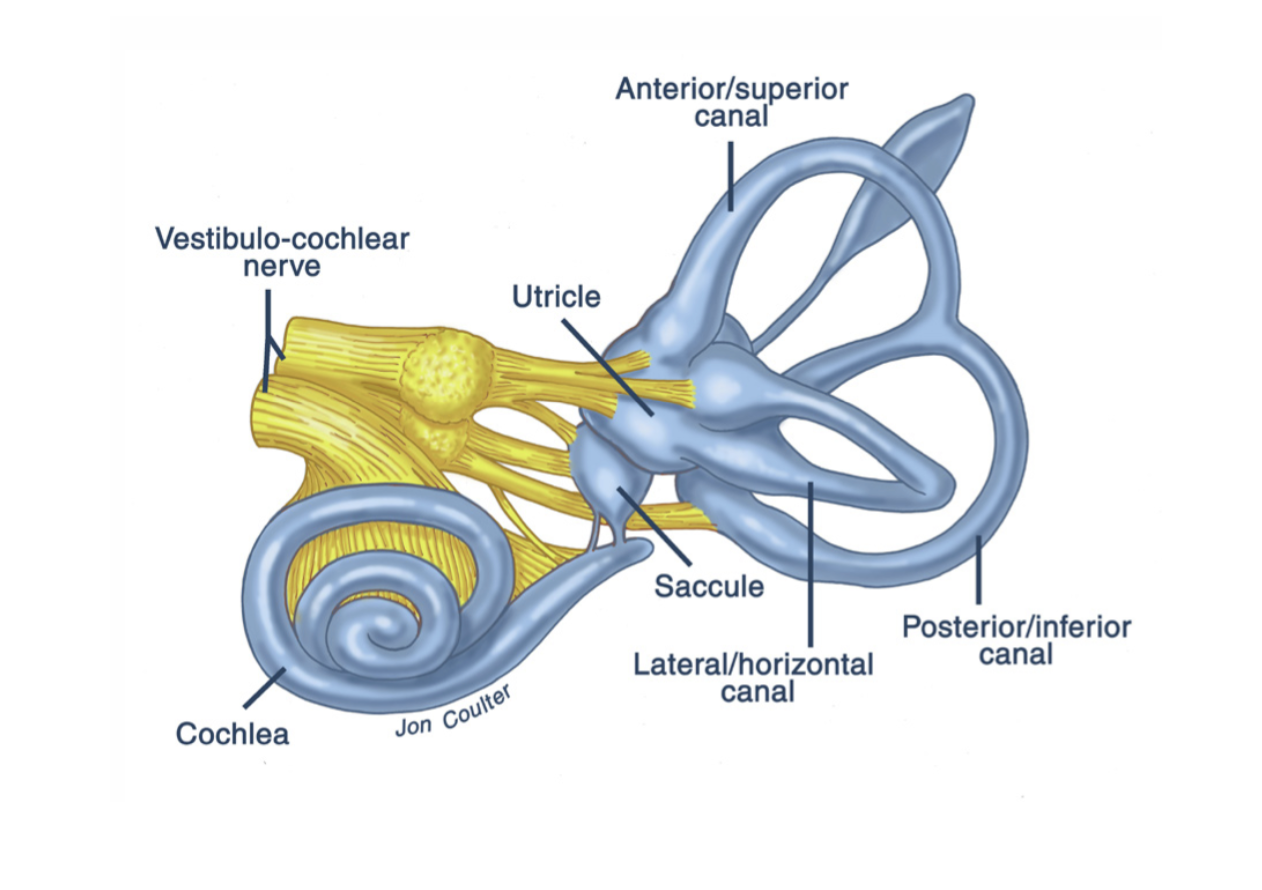 Anterior/superior
canal
Vestibulo-cochlear
nerve
Utricle
Saccule
Posterior/inferior
canal
Lateral/horizontal
canal
Jon Coulter
Cochlea